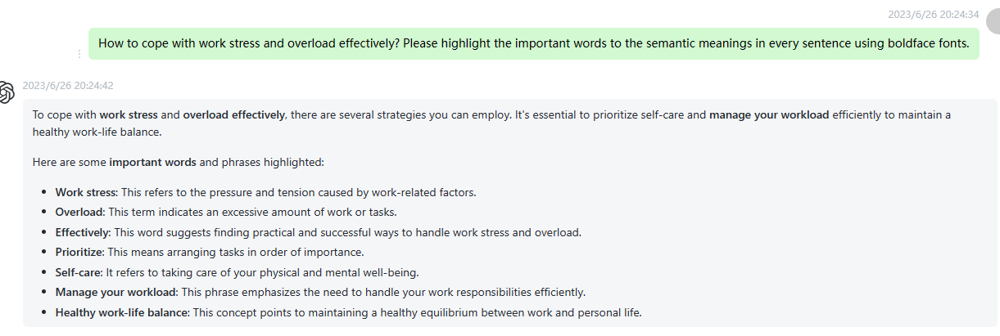 2023/6/26 20:24:34
How to cope with work stress and overload effectively? Please highlight the important words to the semantic meanings in every sentence using boldface fonts.
2023/6/26 20:24:42
To cope with work stress and overload effectively, there are several strategies you can employ. It's essential to prioritize self-care and manage your workload efficiently to maintain a
healthy work-life balance.
Here are some important words and phrases highlighted:
• Work stress: This refers to the pressure and tension caused by work-related factors.
• Overload: This term indicates an excessive amount of work or tasks.
• Effectively: This word suggests finding practical and successful ways to handle work stress and overload.
• Prioritize: This means arranging tasks in order of importance.
• Self-care: It refers to taking care of your physical and mental well-being.
• Manage your workload: This phrase emphasizes the need to handle your work responsibilities efficiently.
• Healthy work-life balance: This concept points to maintaining a healthy equilibrium between work and personal life.